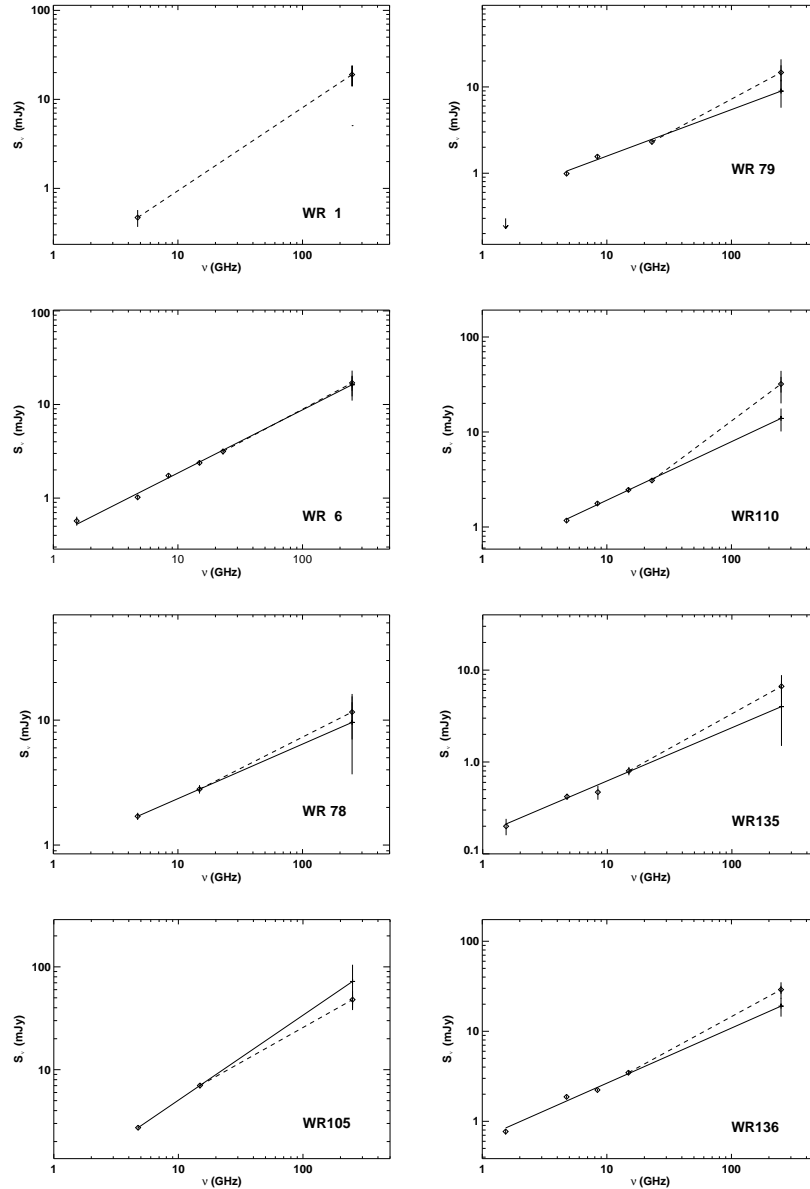 100
10
1
S_ν (mJy)
WR 1
1 10 100
ν (GHz)
10
1
S_ν (mJy)
WR 79
1 10 100
ν (GHz)
100
10
1
S_ν (mJy)
WR 6
1 10 100
ν (GHz)
100
10
1
S_ν (mJy)
WR110
1 10 100
ν (GHz)
10
1
S_ν (mJy)
WR 78
1 10 100
ν (GHz)
10.0
1.0
0.1
S_ν (mJy)
WR135
1 10 100
ν (GHz)
100
10
S_ν (mJy)
WR105
1 10 100
ν (GHz)
100
10
1
S_ν (mJy)
WR136
1 10 100
ν (GHz)